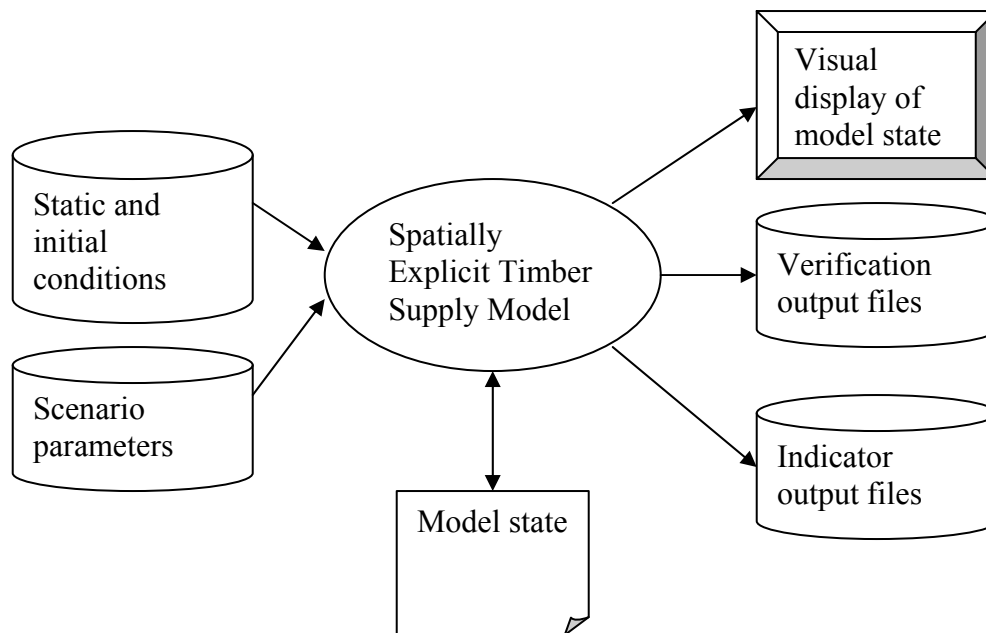 Static and
initial
conditions
Scenario
parameters
Spatially
Explicit Timber
Supply Model
Model state
Visual
display of
model state
Verification
output files
Indicator
output files